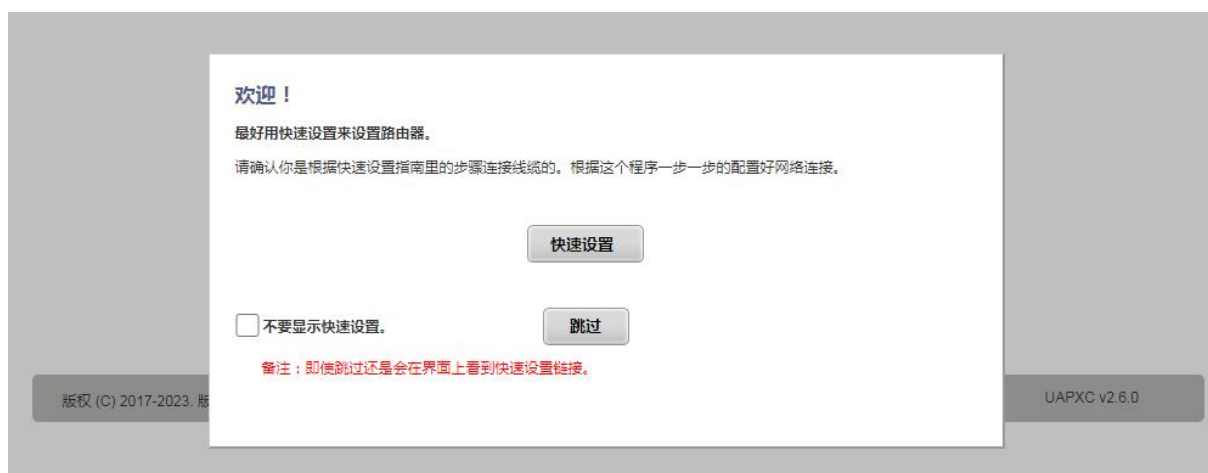 欢迎！
最好用快速设置来设置路由器。
请确认你是根据快速设置指南里的步骤连接线缆的。根据这个程序一步一步的配置好网络连接。
快速设置
不要显示快速设置。 跳过
备注：即使跳过还是会在界面上看到快速设置链接。
版权 (C) 2017-2023. 版 UAPXC v2.6.0